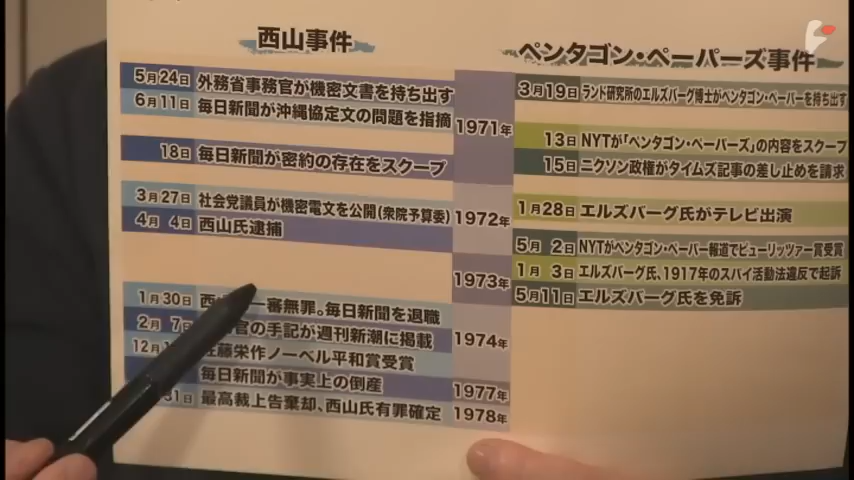 西山事件
5月24日 外務省事務官が機密文書を持ち出す
6月11日 毎日新聞が沖縄協定文の問題を指摘
18日 毎日新聞が密約の存在をスクープ
3月27日 社会党議員が機密電文を公開(衆院予算委)
4月 4日 西山氏逮捕
1月30日 西 一審無罪。毎日新聞を退職
2月 7日 官の手記が週刊新潮に掲載
12月 佐藤栄作ノーベル平和賞受賞
毎日新聞が事実上の倒産
31日 最高裁上告棄却、西山氏有罪確定
1971年
1972年
1973年
1974年
1977年
1978年
ペンタゴン・ペーパーズ事件
3月19日 ランド研究所のエルズバーグ博士がペンタゴン・ペーパーを持ち出す
13日 NYTが「ペンタゴン・ペーパーズ」の内容をスクープ
15日 ニクソン政権がタイムズ記事の差し止めを請求
1月28日 エルズバーグ氏がテレビ出演
5月 2日 NYTがペンタゴン・ペーパー報道でピューリッツァー賞受賞
1月 3日 エルズバーグ氏、1917年のスパイ活動法違反で起訴
5月11日 エルズバーグ氏を免訴